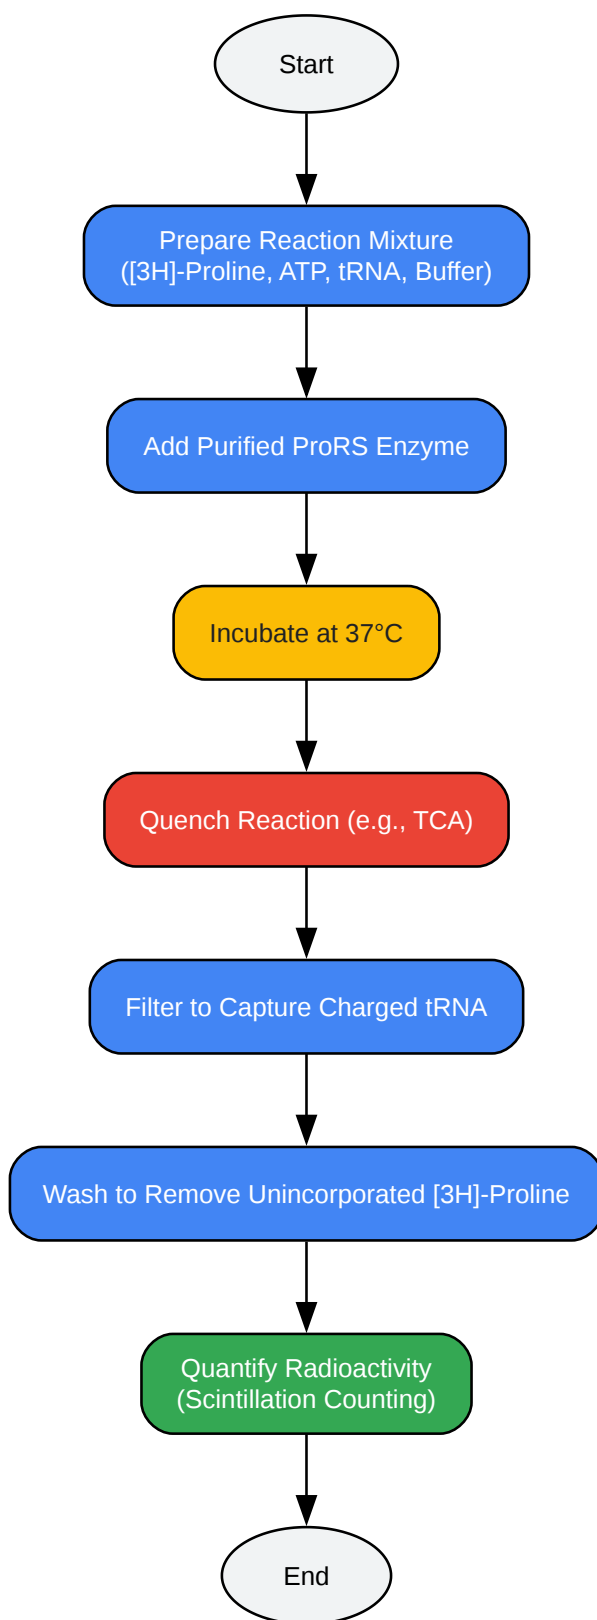 Start
Prepare Reaction Mixture
([3H]-Proline, ATP, tRNA, Buffer)
Add Purified ProRS Enzyme
Incubate at 37°C
Quench Reaction (e.g., TCA)
Filter to Capture Charged tRNA
Wash to Remove Unincorporated [3H]-Proline
Quantify Radioactivity
(Scintillation Counting)
End